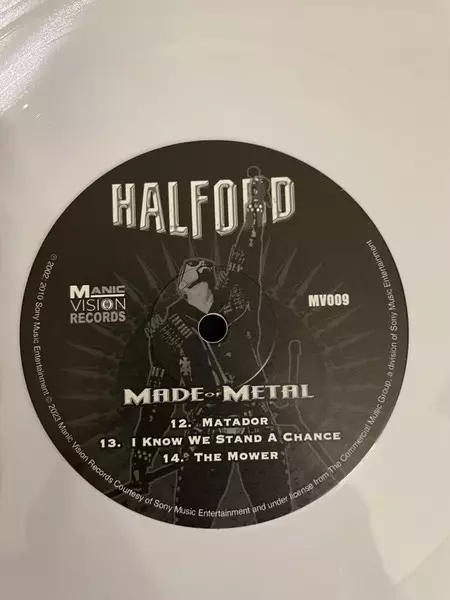 HALFORD
MANIC
VISION
RECORDS
MV009
MADE OF METAL
12. MATADOR
13. I KNOW WE STAND A CHANCE
14. THE MOWER
℗ 2002, 2010 Sony Music Entertainment © 2023 Manic Vision Records Courtesy of Sony Music Entertainment and under license from The Commercial Music Group, a division of Sony Music Entertainment